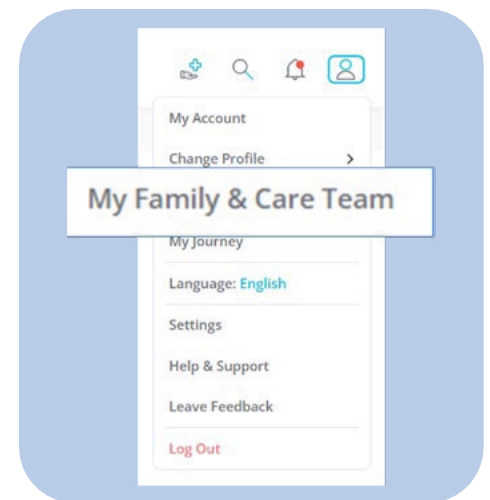 My Account
Change Profile
My Family & Care Team
My Journey
Language: English
Settings
Help & Support
Leave Feedback
Log Out